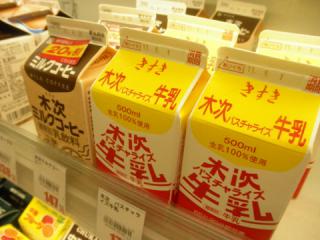 20%
ミルクコーヒー
MILK COFFEE
木次
ミルクコーヒー
きすき
木次 パスチャライズ 牛乳
500ml
生乳100%使用
木次
パスチャライズ
牛乳
きすき
木次 パスチャライズ 牛乳
500ml
生乳100%使用
木次
パスチャライズ
牛乳
147